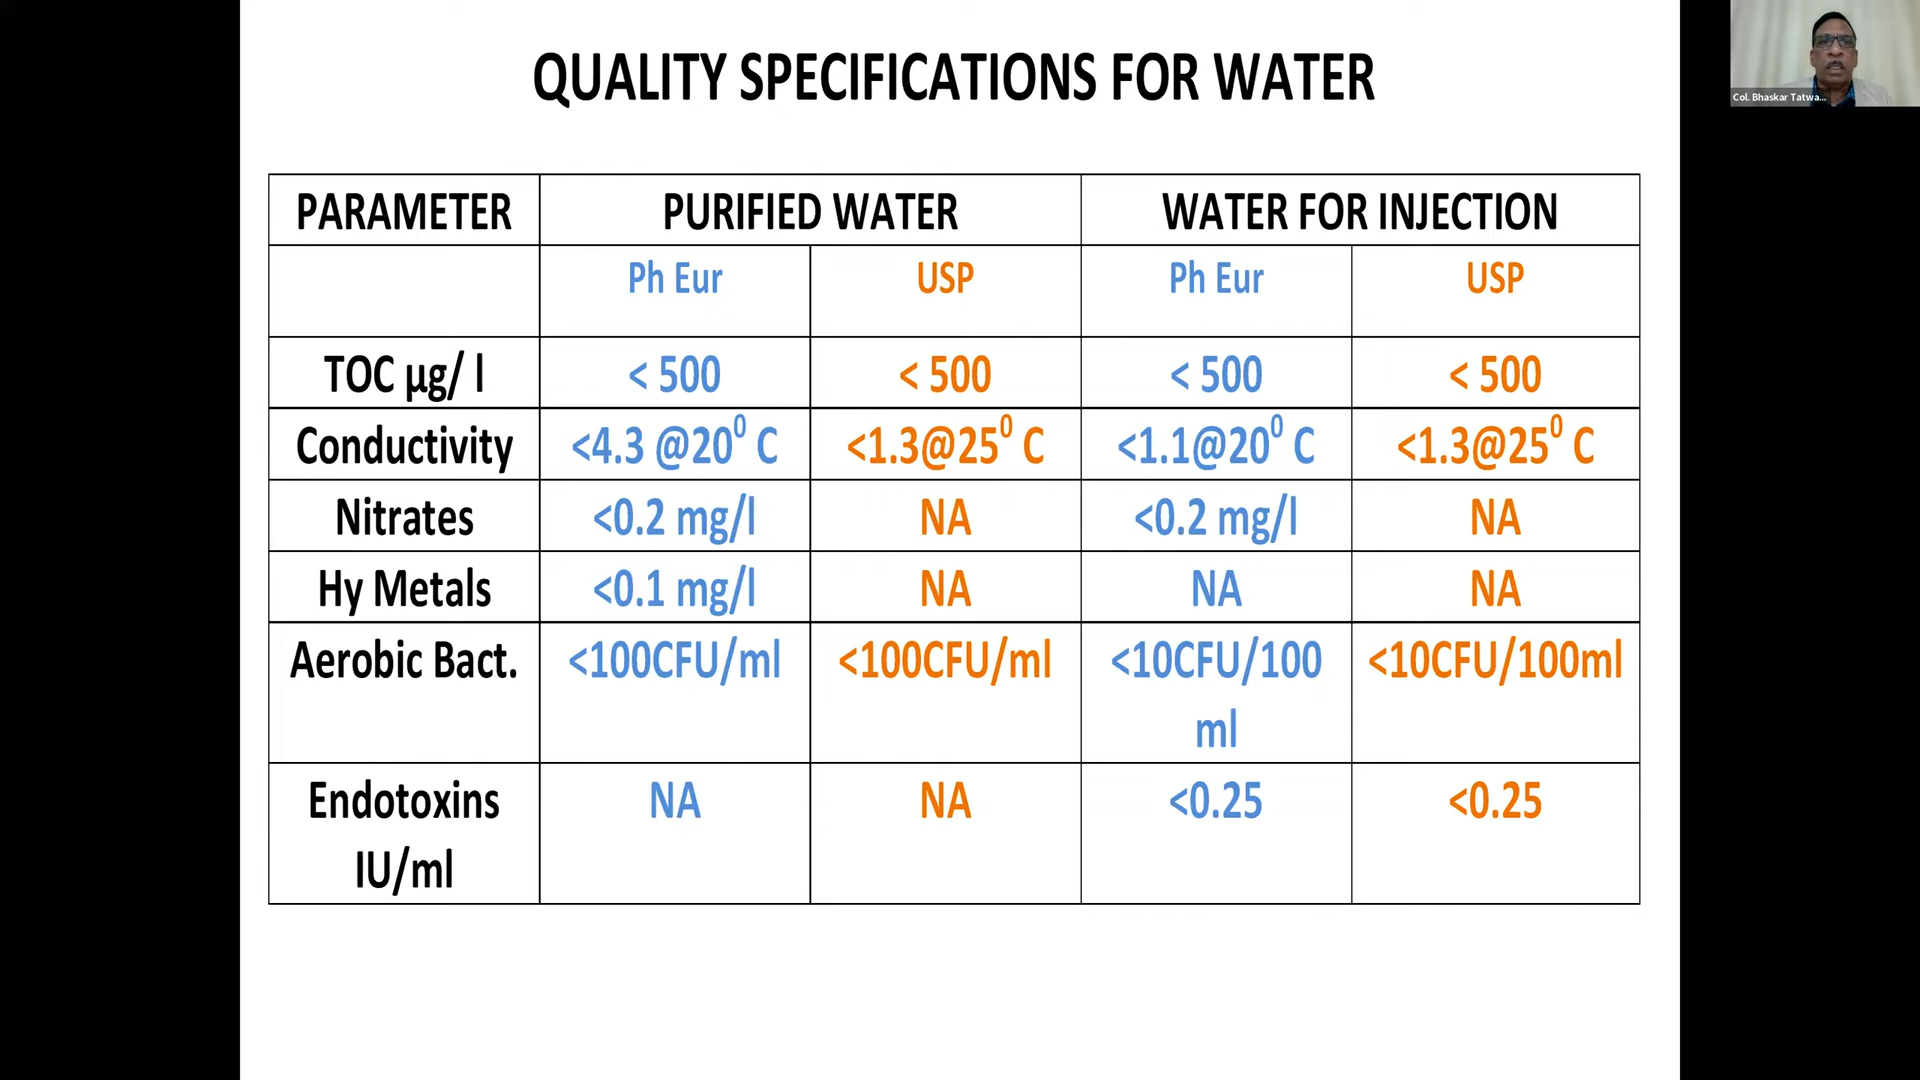 QUALITY SPECIFICATIONS FOR WATER
Col. Bhaskar Tatwa...
PARAMETER PURIFIED WATER WATER FOR INJECTION
Ph Eur USP Ph Eur USP
TOC µg/ l < 500 < 500 < 500 < 500
Conductivity <4.3 @20⁰ C <1.3@25⁰ C <1.1@20⁰ C <1.3@25⁰ C
Nitrates <0.2 mg/l NA <0.2 mg/l NA
Hy Metals <0.1 mg/l NA NA NA
Aerobic Bact. <100CFU/ml <100CFU/ml <10CFU/100 <10CFU/100ml
ml
Endotoxins NA NA <0.25 <0.25
IU/ml